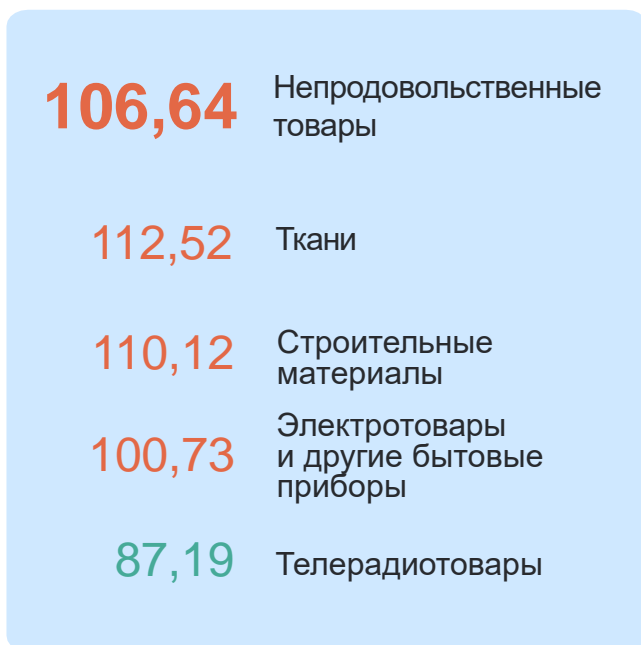 106,64 Непродовольственные
товары
112,52 Ткани
110,12 Строительные
материалы
100,73 Электротовары
и другие бытовые
приборы
87,19 Телерадиотовары